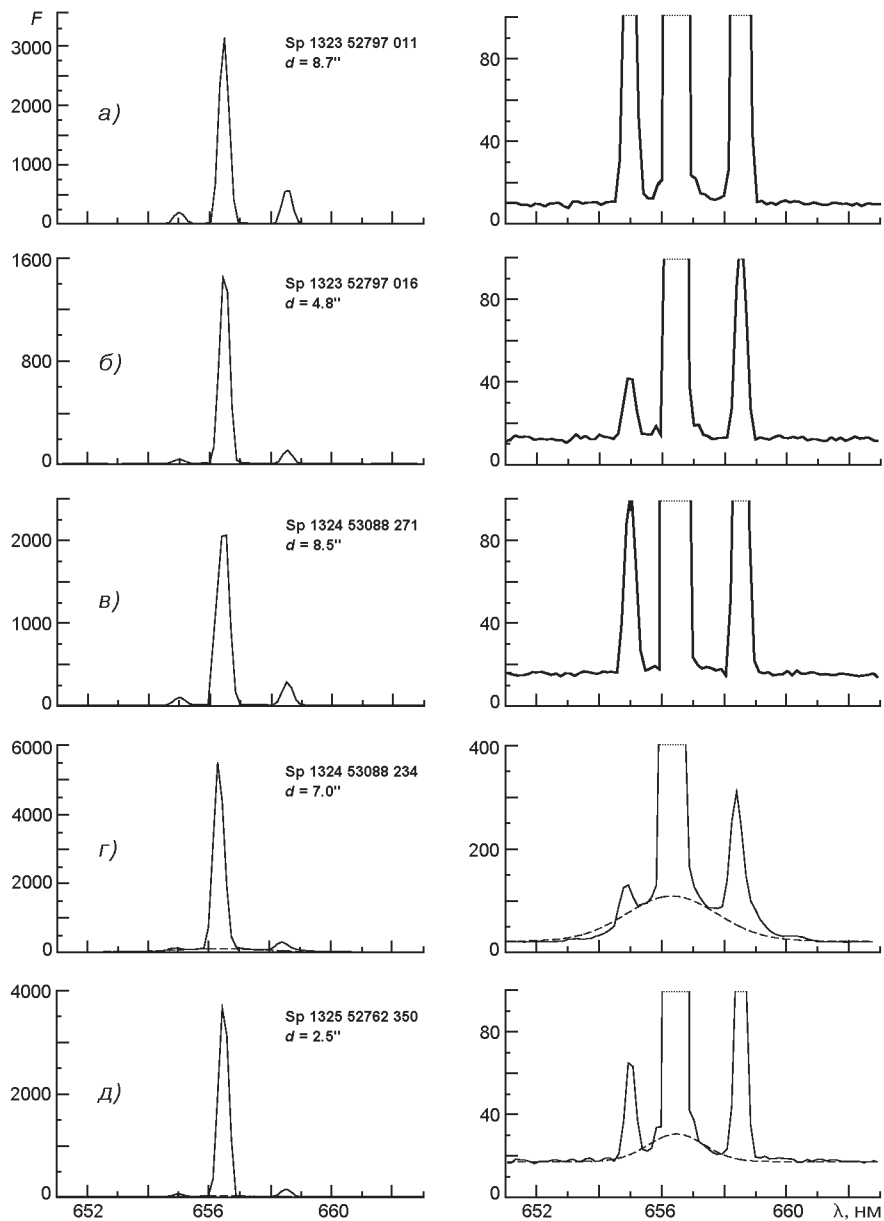 F
3000
2000
1000
0
а)
Sp 1323 52797 011
d = 8.7"
80
40
0
1600
800
0
б)
Sp 1323 52797 016
d = 4.8"
80
40
0
2000
1000
0
в)
Sp 1324 53088 271
d = 8.5"
80
40
0
6000
4000
2000
0
г)
Sp 1324 53088 234
d = 7.0"
400
200
0
4000
2000
0
д)
Sp 1325 52762 350
d = 2.5"
80
40
0
652 656 660
652 656 660 λ, нм